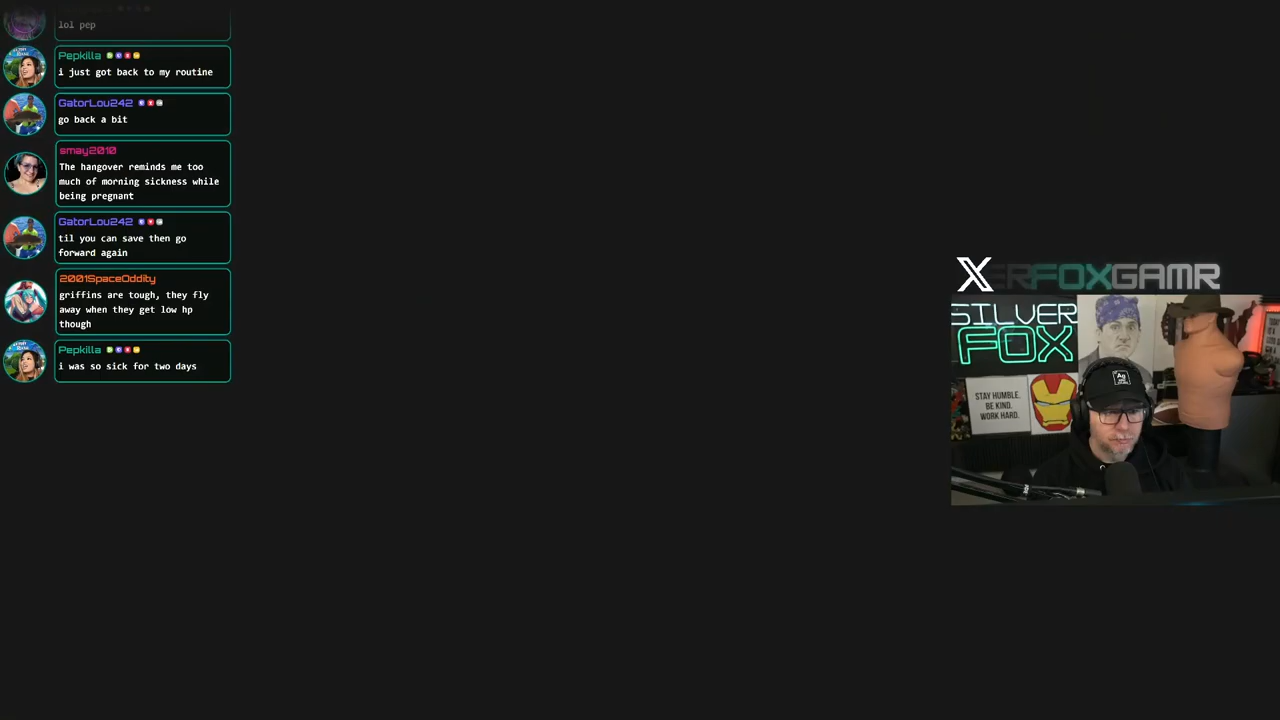 lol pep
Pepkilla
i just got back to my routine
GatorLou242
go back a bit
smay2010
The hangover reminds me too
much of morning sickness while
being pregnant
GatorLou242
til you can save then go
forward again
2001SpaceOddity
griffins are tough, they fly
away when they get low hp
though
Pepkilla
i was so sick for two days
XERFOXGAMR
SILVER
FOX
STAY HUMBLE,
BE KIND,
WORK HARD.
Ag